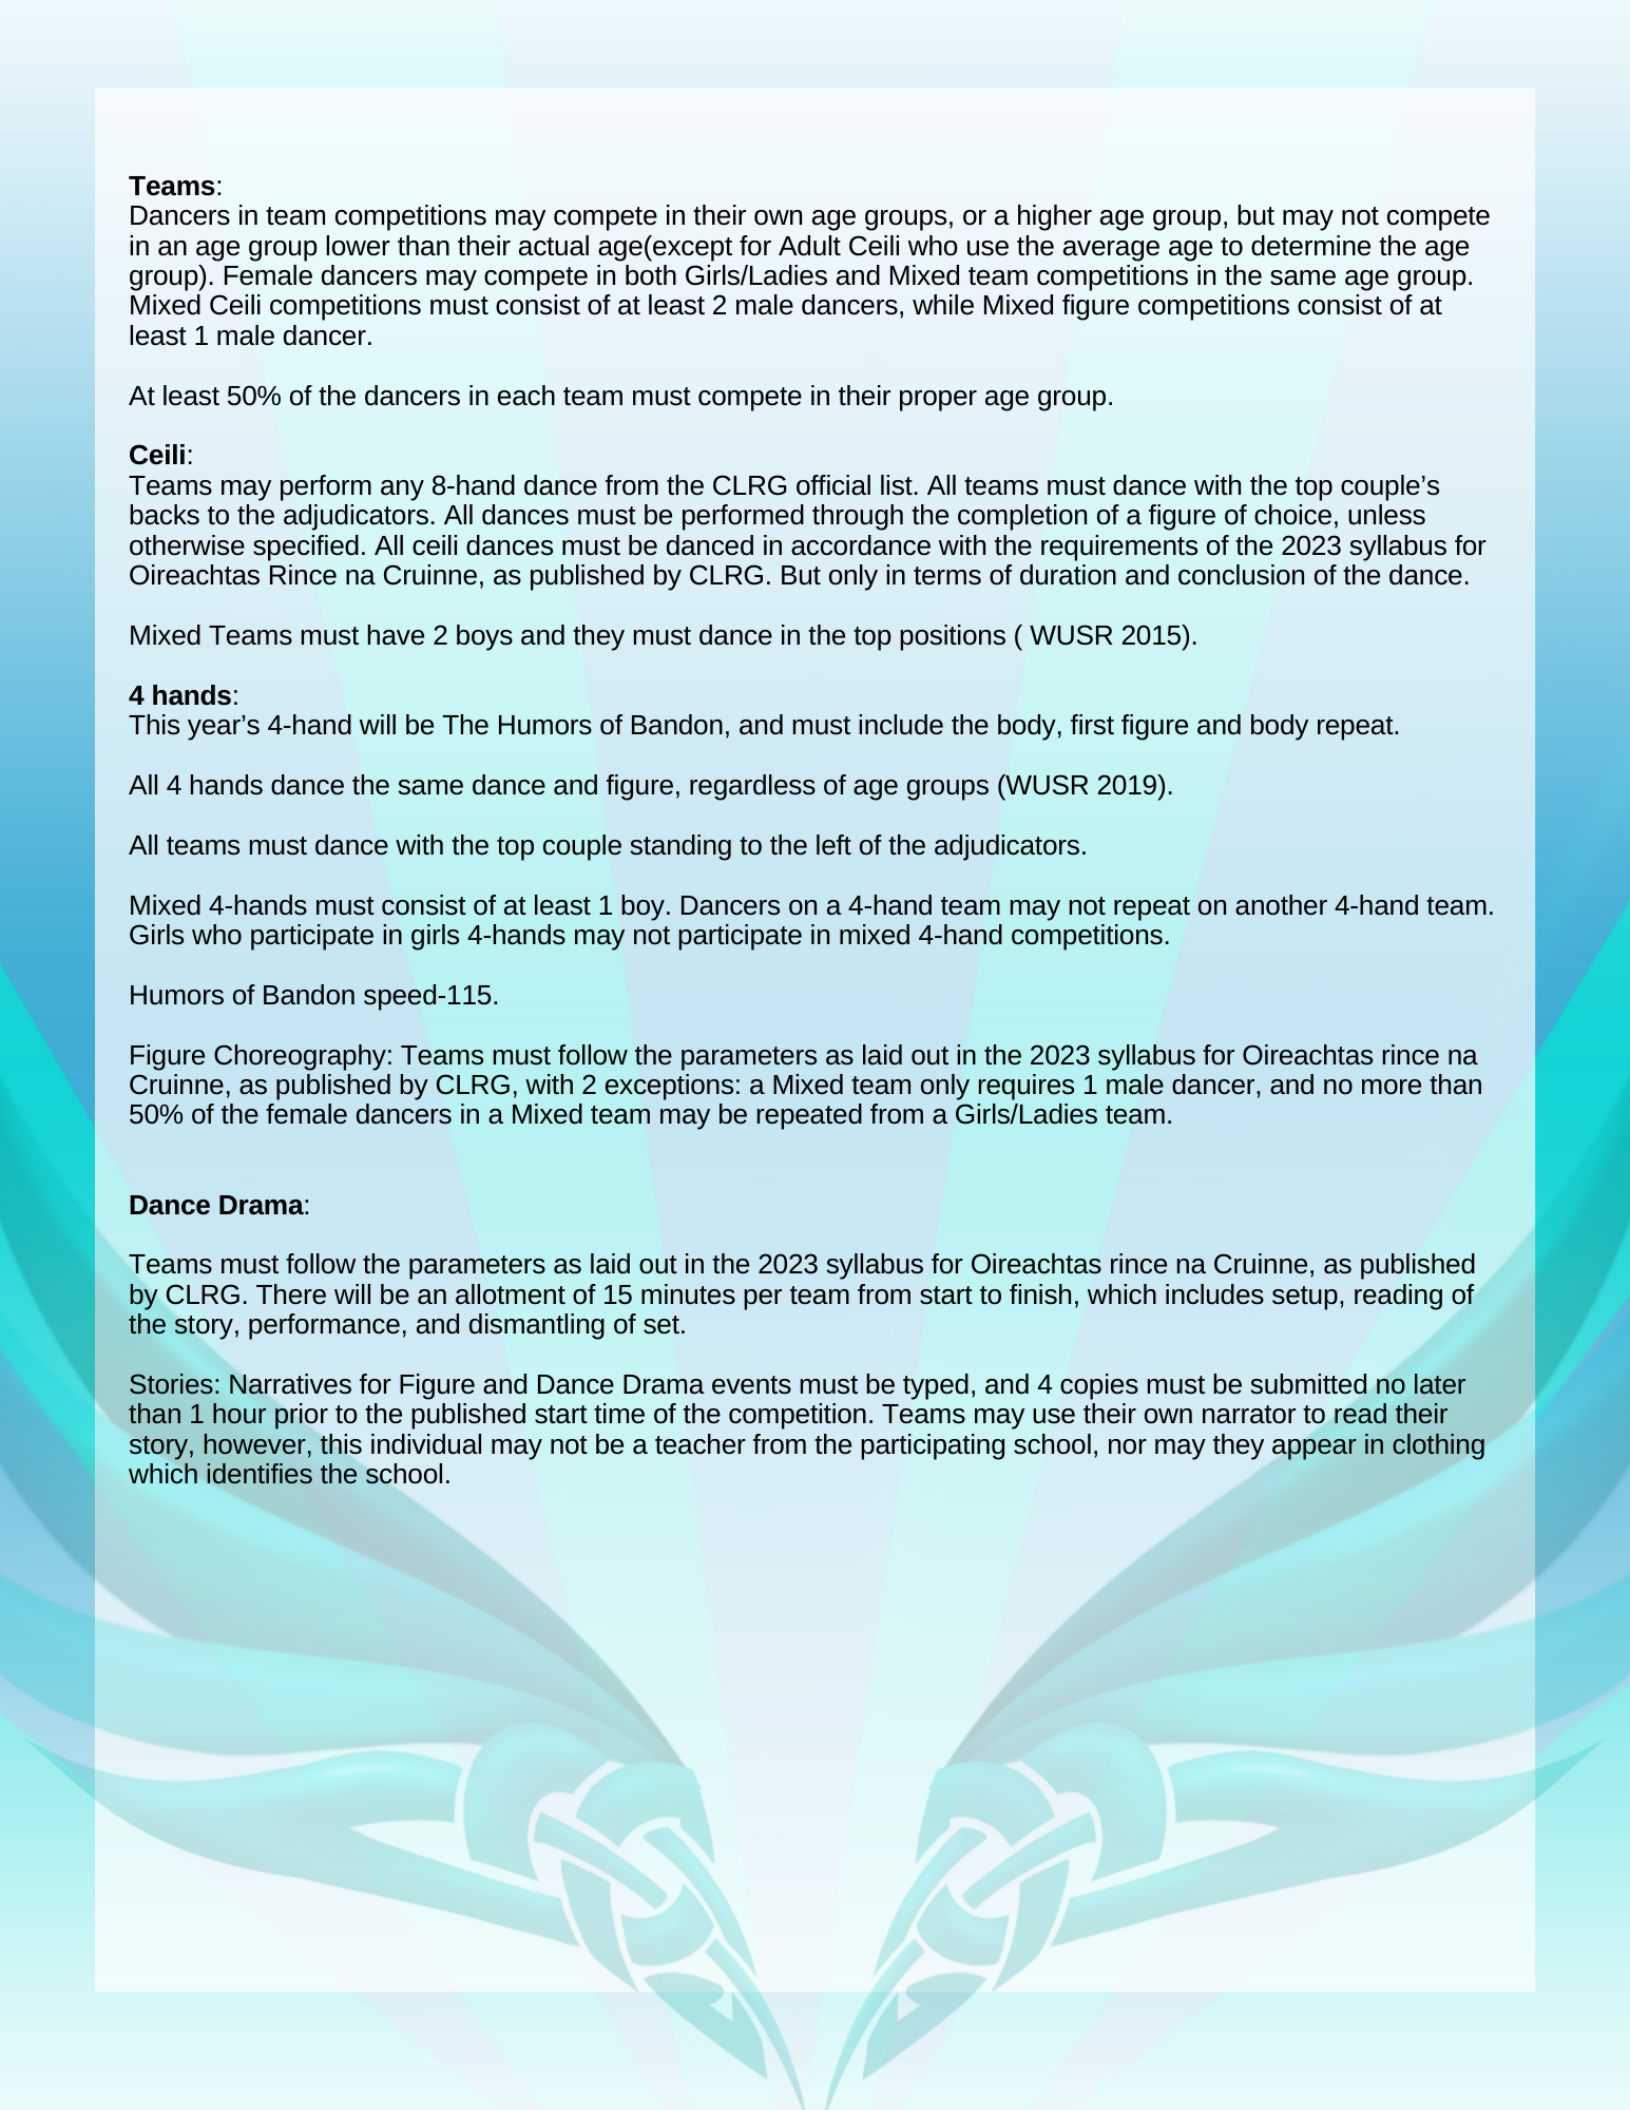 Teams:
Dancers in team competitions may compete in their own age groups, or a higher age group, but may not compete
in an age group lower than their actual age(except for Adult Ceili who use the average age to determine the age
group). Female dancers may compete in both Girls/Ladies and Mixed team competitions in the same age group.
Mixed Ceili competitions must consist of at least 2 male dancers, while Mixed figure competitions consist of at
least 1 male dancer.
At least 50% of the dancers in each team must compete in their proper age group.
Ceili:
Teams may perform any 8-hand dance from the CLRG official list. All teams must dance with the top couple’s
backs to the adjudicators. All dances must be performed through the completion of a figure of choice, unless
otherwise specified. All ceili dances must be danced in accordance with the requirements of the 2023 syllabus for
Oireachtas Rince na Cruinne, as published by CLRG. But only in terms of duration and conclusion of the dance.
Mixed Teams must have 2 boys and they must dance in the top positions ( WUSR 2015).
4 hands:
This year’s 4-hand will be The Humors of Bandon, and must include the body, first figure and body repeat.
All 4 hands dance the same dance and figure, regardless of age groups (WUSR 2019).
All teams must dance with the top couple standing to the left of the adjudicators.
Mixed 4-hands must consist of at least 1 boy. Dancers on a 4-hand team may not repeat on another 4-hand team.
Girls who participate in girls 4-hands may not participate in mixed 4-hand competitions.
Humors of Bandon speed-115.
Figure Choreography: Teams must follow the parameters as laid out in the 2023 syllabus for Oireachtas rince na
Cruinne, as published by CLRG, with 2 exceptions: a Mixed team only requires 1 male dancer, and no more than
50% of the female dancers in a Mixed team may be repeated from a Girls/Ladies team.
Dance Drama:
Teams must follow the parameters as laid out in the 2023 syllabus for Oireachtas rince na Cruinne, as published
by CLRG. There will be an allotment of 15 minutes per team from start to finish, which includes setup, reading of
the story, performance, and dismantling of set.
Stories: Narratives for Figure and Dance Drama events must be typed, and 4 copies must be submitted no later
than 1 hour prior to the published start time of the competition. Teams may use their own narrator to read their
story, however, this individual may not be a teacher from the participating school, nor may they appear in clothing
which identifies the school.